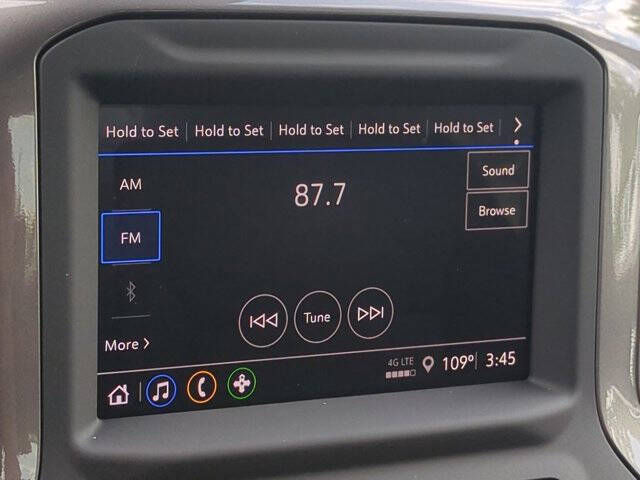 Hold to Set Hold to Set Hold to Set Hold to Set Hold to Set >
AM
87.7
Sound
FM
Browse
Tune
More >
4G LTE
109° 3:45